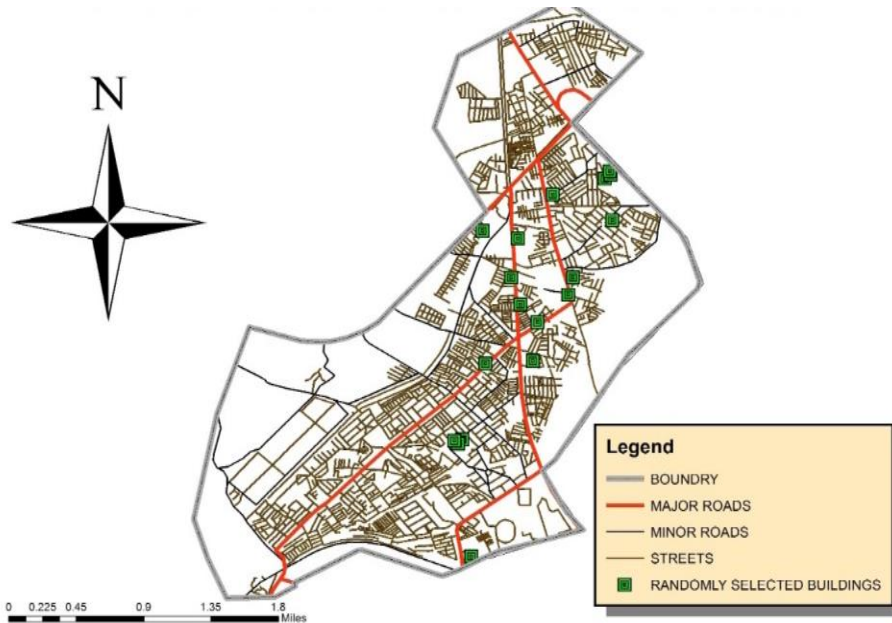 N
Legend
BOUNDRY
MAJOR ROADS
MINOR ROADS
STREETS
RANDOMLY SELECTED BUILDINGS
0 0.225 0.45 0.9 1.35 1.8
Miles